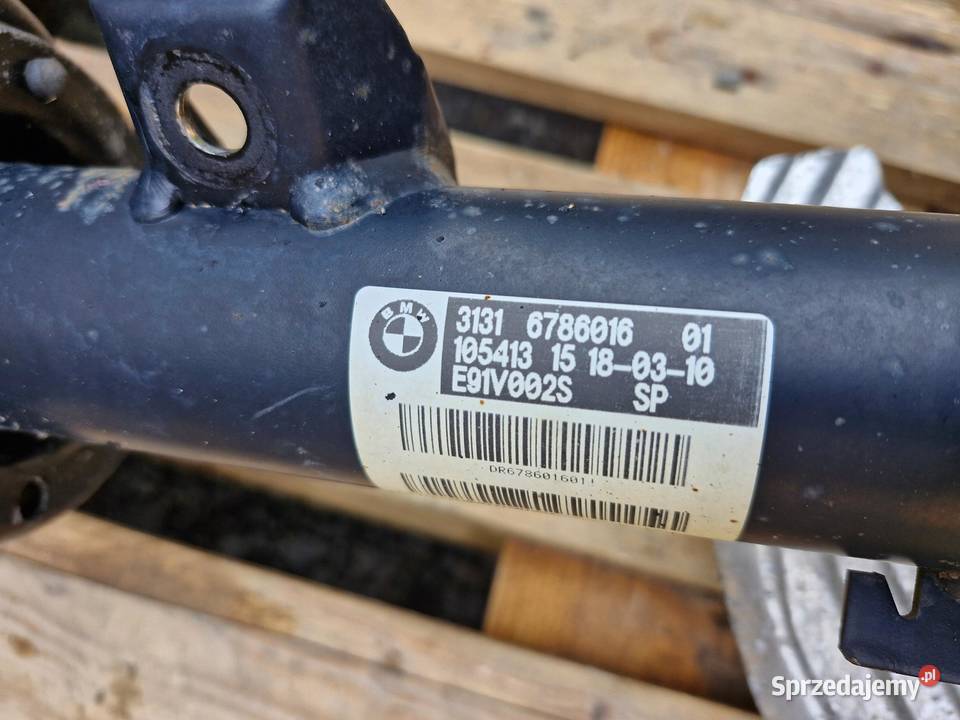 BMW
3131 6786016 01
105413 15 18-03-10
E91V002S SP
DR678601601!
Sprzedajemy.pl